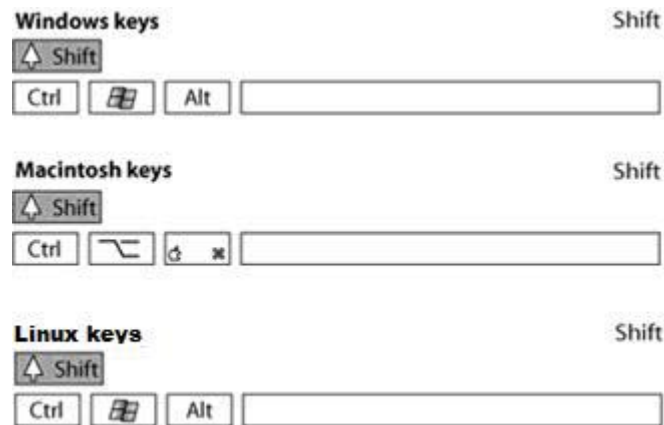 Windows keys Shift
Shift
Ctrl Alt
Macintosh keys Shift
Shift
Ctrl ⌥ ⌘
Linux keys Shift
Shift
Ctrl Alt